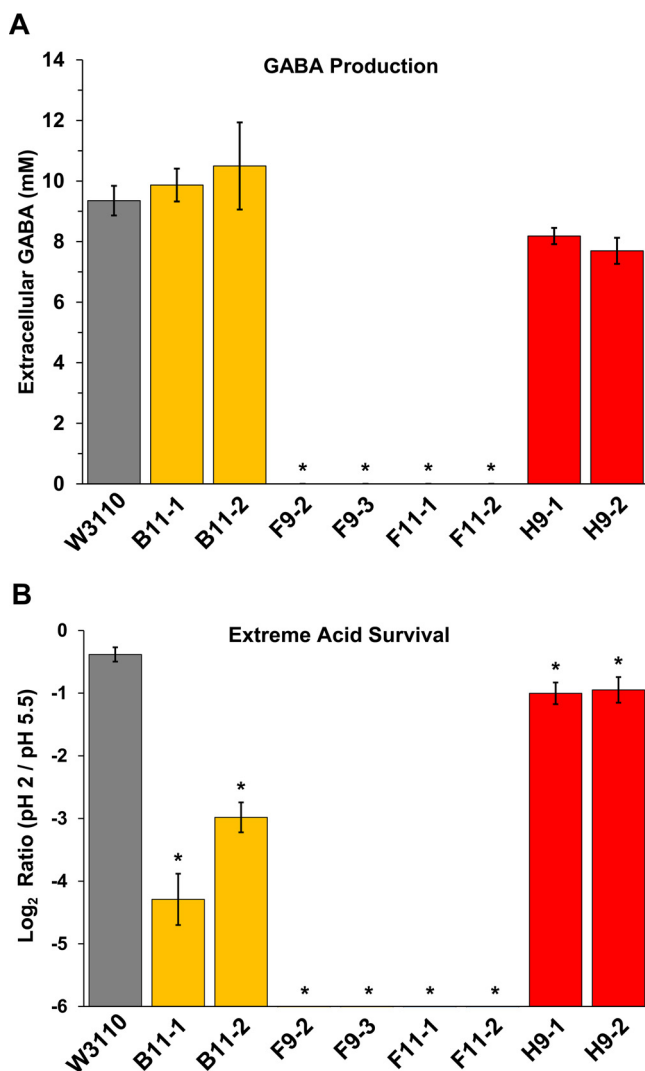 A
GABA Production
Extracellular GABA (mM)
14
12
10
8
6
4
2
0
* * * *
W3110 B11-1 B11-2 F9-2 F9-3 F11-1 F11-2 H9-1 H9-2
B
Extreme Acid Survival
Log₂ Ratio (pH 2 / pH 5.5)
0
-1
-2
-3
-4
-5
-6
* * * * * * * *
W3110 B11-1 B11-2 F9-2 F9-3 F11-1 F11-2 H9-1 H9-2